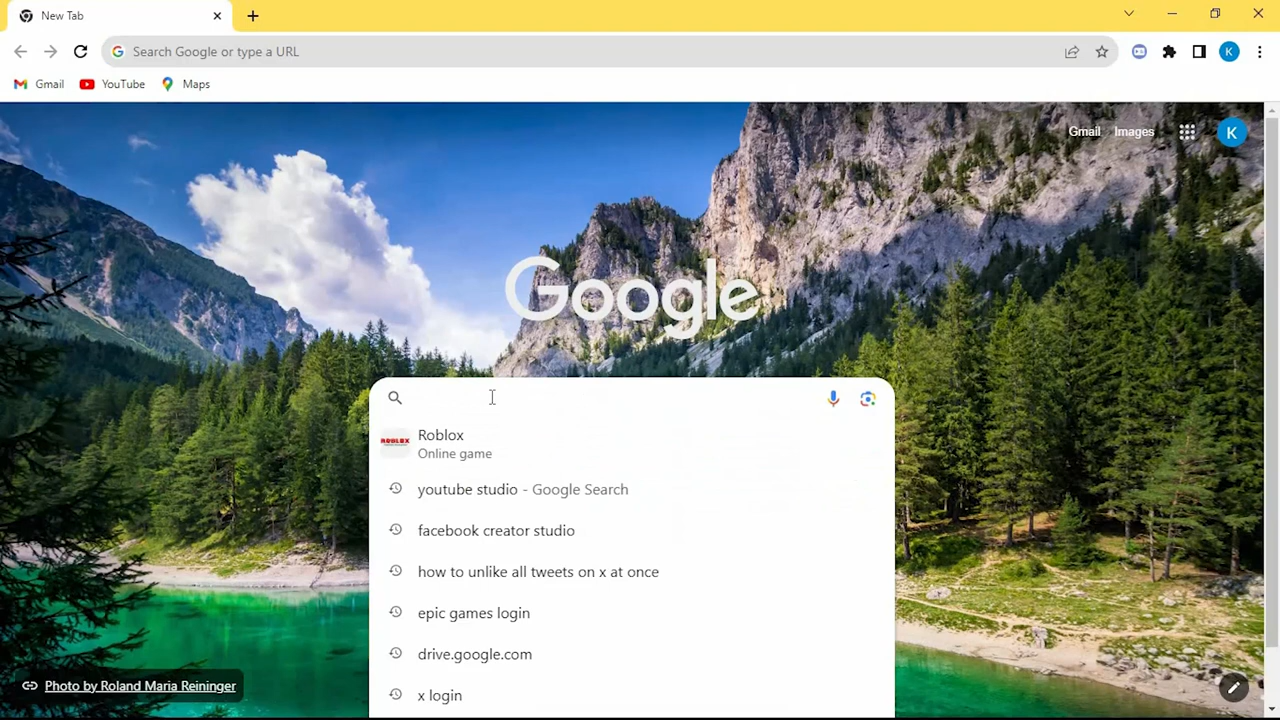 New Tab
Search Google or type a URL
K
Gmail YouTube Maps
Gmail Images K
Google
Roblox
Online game
youtube studio - Google Search
facebook creator studio
how to unlike all tweets on x at once
epic games login
drive.google.com
x login
Photo by Roland Maria Reininger